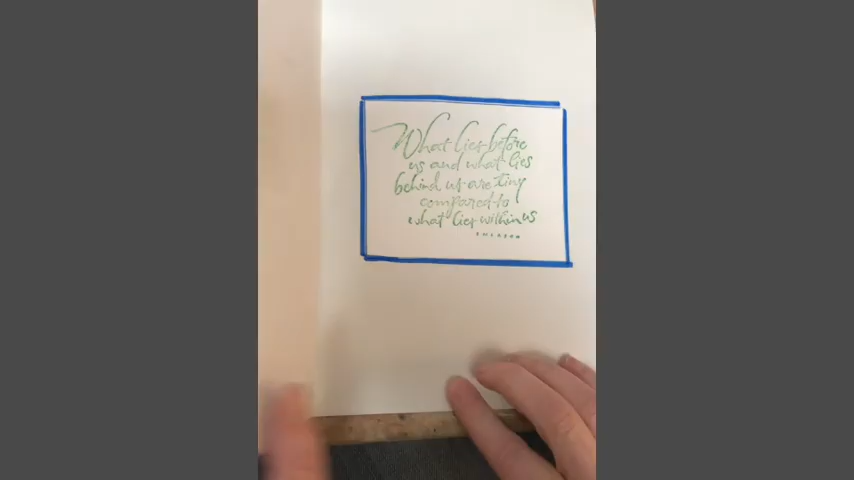 What lies before
us and what lies
behind us are tiny
compared to
what lies within us
EMERSON